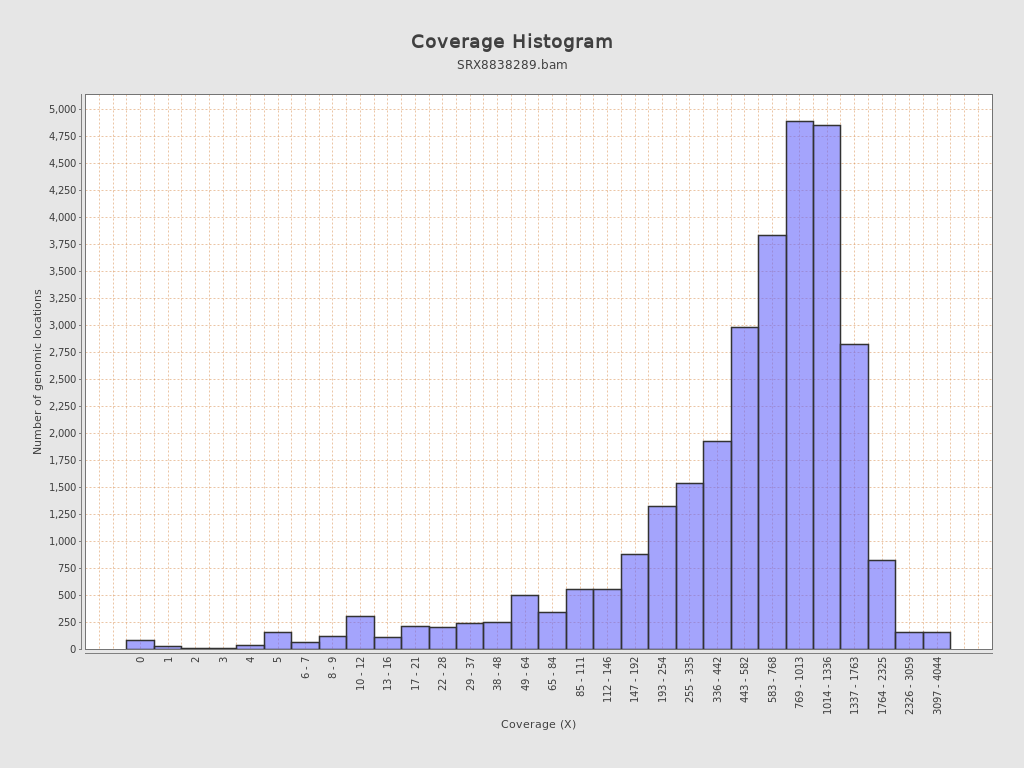 Coverage Histogram
SRX8838289.bam
Number of genomic locations
5,000
4,750
4,500
4,250
4,000
3,750
3,500
3,250
3,000
2,750
2,500
2,250
2,000
1,750
1,500
1,250
1,000
750
500
250
0
0
1
2
3
4
5
6 - 7
8 - 9
10 - 12
13 - 16
17 - 21
22 - 28
29 - 37
38 - 48
49 - 64
65 - 84
85 - 111
112 - 146
147 - 192
193 - 254
255 - 335
336 - 442
443 - 582
583 - 768
769 - 1013
1014 - 1336
1337 - 1763
1764 - 2325
2326 - 3059
3097 - 4044
Coverage (X)